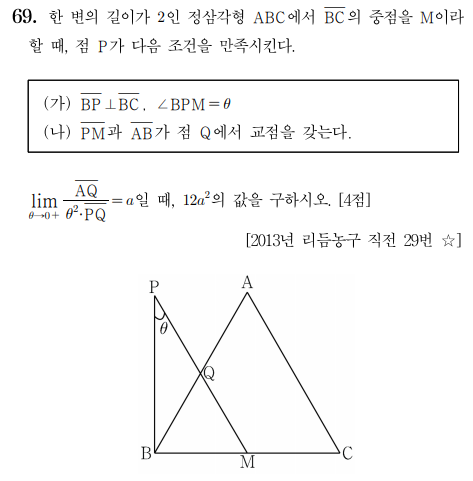 69. 한 변의 길이가 2인 정삼각형 ABC에서 $\overline{BC}$의 중점을 M이라
할 때, 점 P가 다음 조건을 만족시킨다.
(가) $\overline{BP}\perp\overline{BC}$, ∠BPM=θ
(나) $\overline{PM}$과 $\overline{AB}$가 점 Q에서 교점을 갖는다.
$\lim_{\theta\to 0+}\frac{\overline{AQ}}{\theta^2\cdot\overline{PQ}}=a$일 때, $12a^2$의 값을 구하시오. [4점]
[2013년 리듬농구 직전 29번 ☆]
P
A
θ
Q
B
M
C